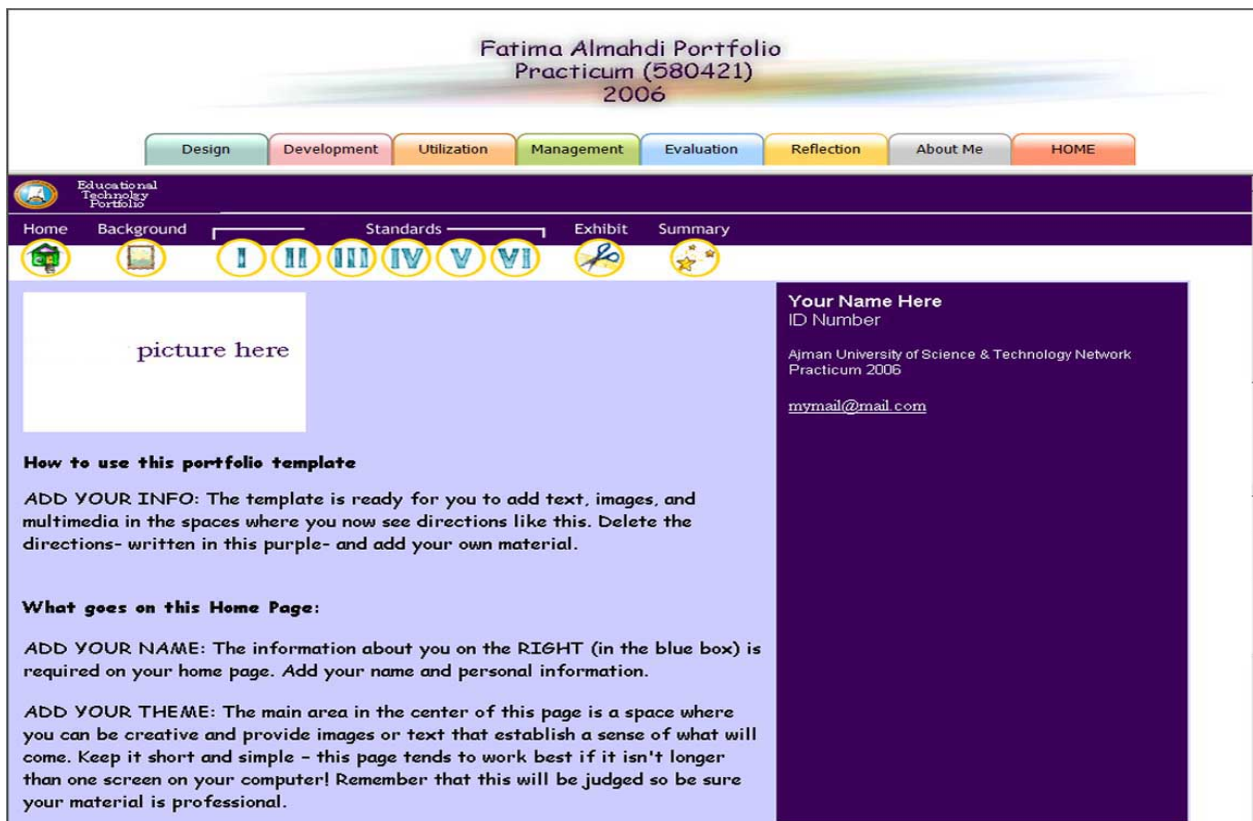 Fatima Almahdi Portfolio
Practicum (580421)
2006
Design Development Utilization Management Evaluation Reflection About Me HOME
Educational
Technolgy
Portfolio
Home Background Standards Exhibit Summary
I II III IV V VI
picture here
Your Name Here
ID Number
Ajman University of Science & Technology Network
Practicum 2006
mymail@mail.com
How to use this portfolio template
ADD YOUR INFO: The template is ready for you to add text, images, and
multimedia in the spaces where you now see directions like this. Delete the
directions- written in this purple- and add your own material.
What goes on this Home Page:
ADD YOUR NAME: The information about you on the RIGHT (in the blue box) is
required on your home page. Add your name and personal information.
ADD YOUR THEME: The main area in the center of this page is a space where
you can be creative and provide images or text that establish a sense of what will
come. Keep it short and simple – this page tends to work best if it isn't longer
than one screen on your computer! Remember that this will be judged so be sure
your material is professional.